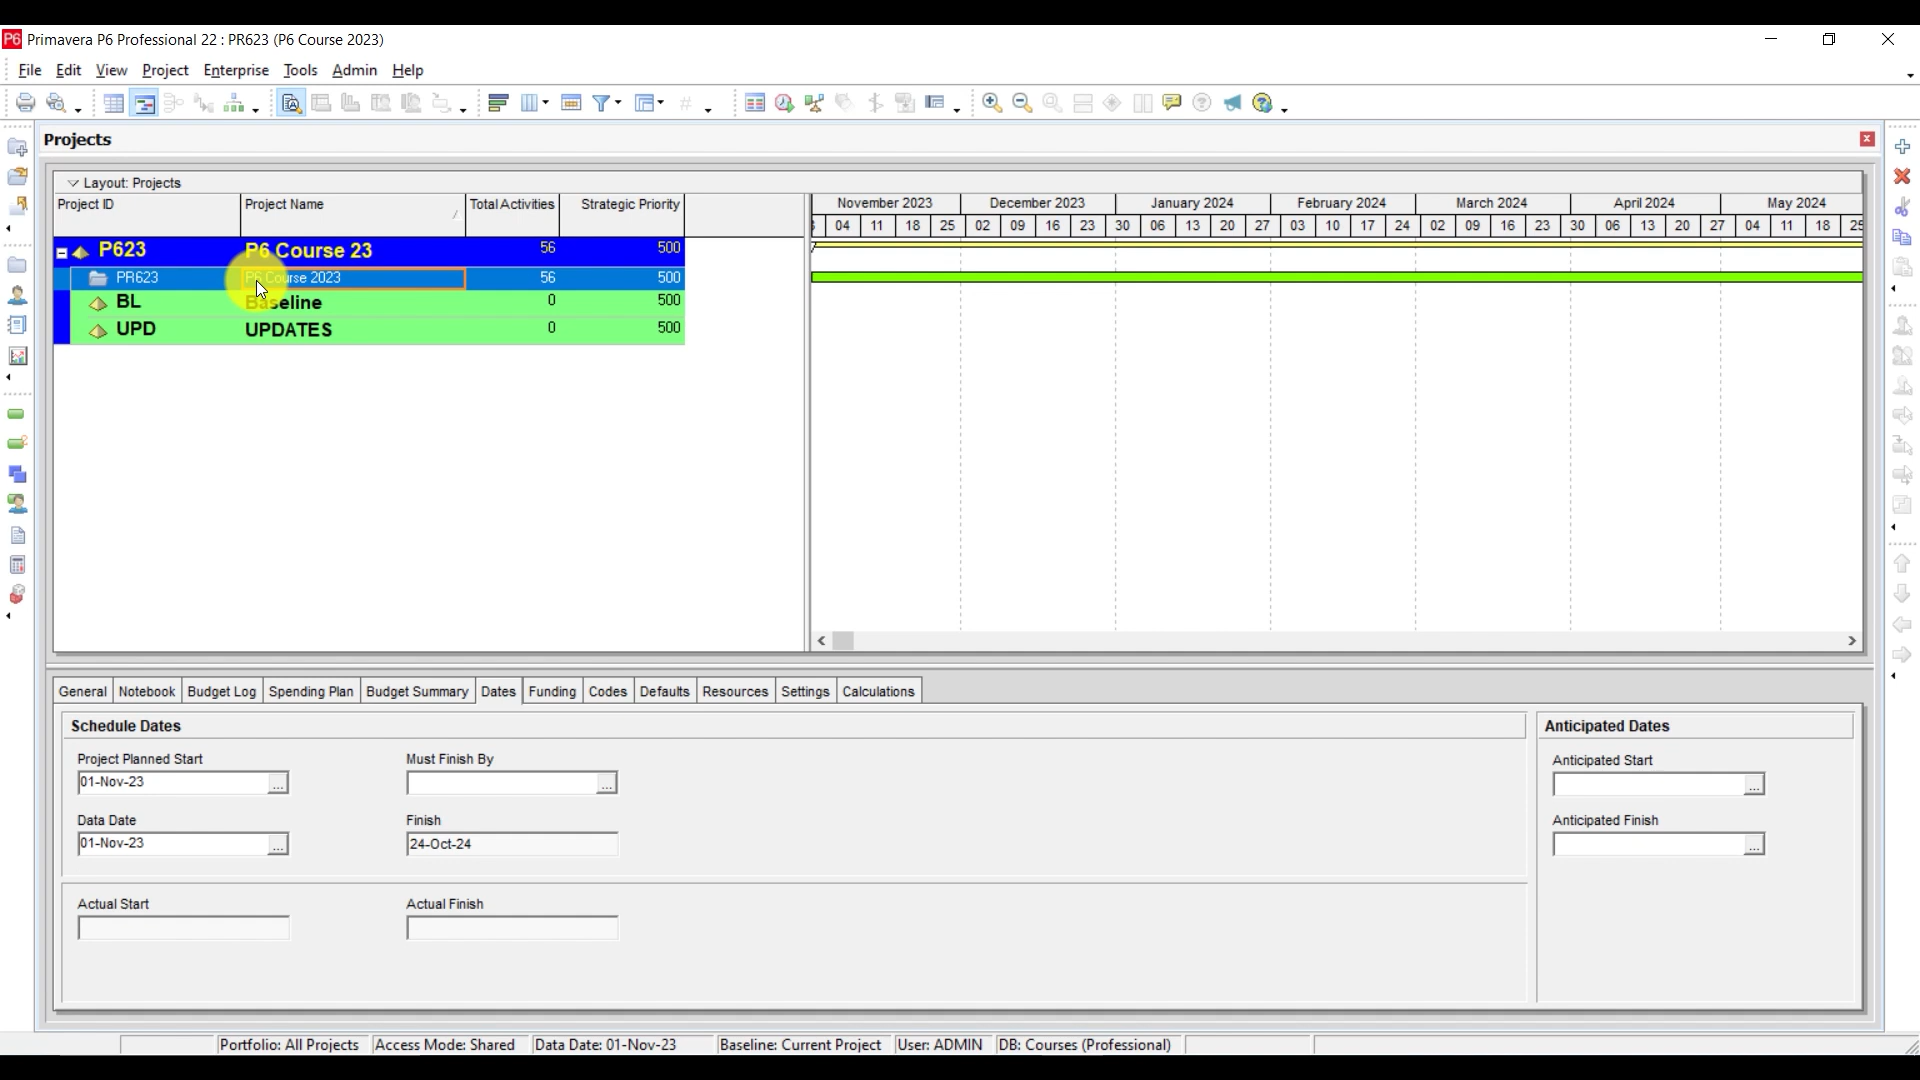 P6 Primavera P6 Professional 22 : PR623 (P6 Course 2023)
File Edit View Project Enterprise Tools Admin Help
Projects
Layout: Projects
Project ID Project Name Total Activities Strategic Priority
P623 P6 Course 23 56 500
PR623 P6 Course 2023 56 500
BL Baseline 0 500
UPD UPDATES 0 500
November 2023 December 2023 January 2024 February 2024 March 2024 April 2024 May 2024
04 11 18 25 02 09 16 23 30 06 13 20 27 03 10 17 24 02 09 16 23 30 06 13 20 27 04 11 18 25
General Notebook Budget Log Spending Plan Budget Summary Dates Funding Codes Defaults Resources Settings Calculations
Schedule Dates
Project Planned Start Must Finish By
01-Nov-23 ... ...
Data Date Finish
01-Nov-23 ... 24-Oct-24
Actual Start Actual Finish
Anticipated Dates
Anticipated Start
...
Anticipated Finish
...
Portfolio: All Projects Access Mode: Shared Data Date: 01-Nov-23 Baseline: Current Project User: ADMIN DB: Courses (Professional)